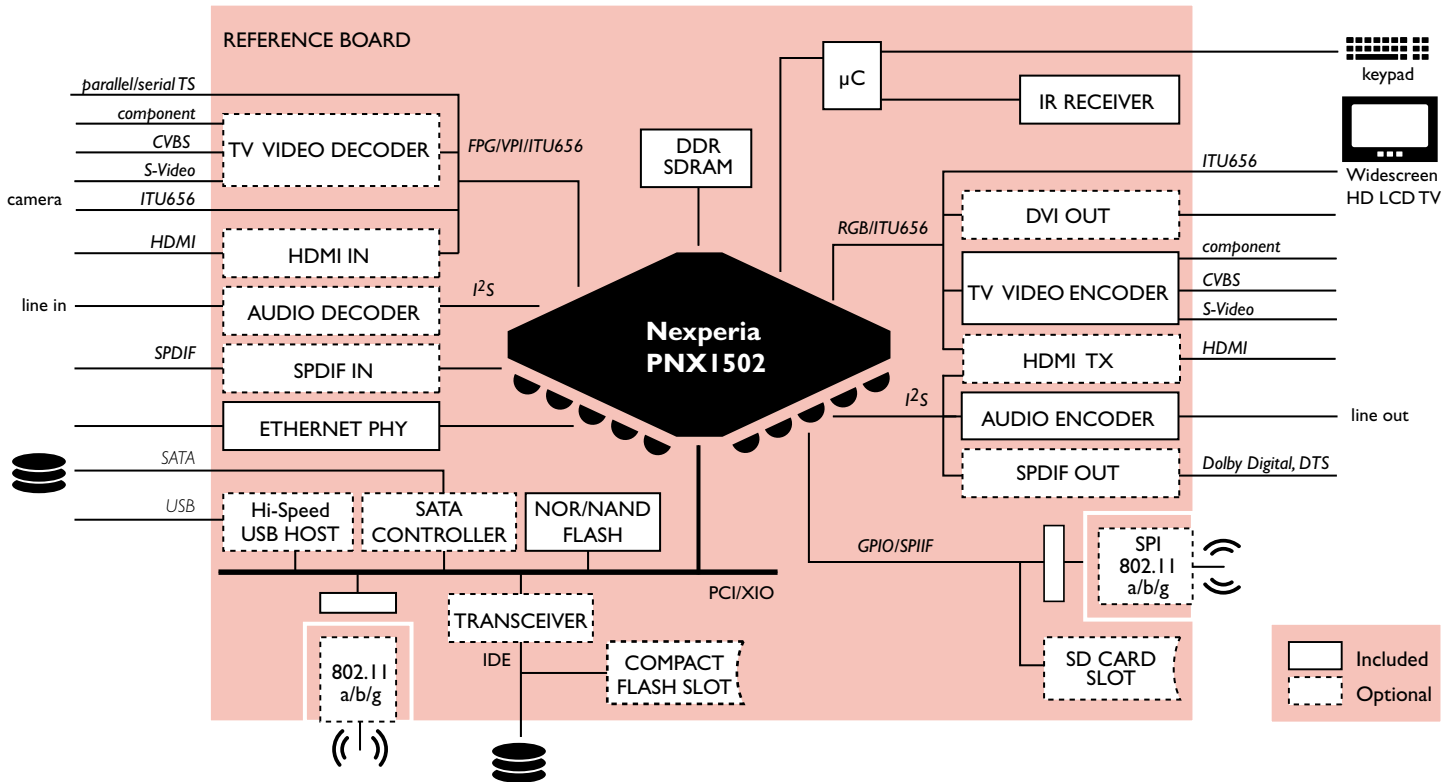 REFERENCE BOARD
parallel/serial TS
component
CVBS
S-Video
camera
ITU656
HDMI
line in
SPDIF
SATA
USB
TV VIDEO DECODER
HDMI IN
AUDIO DECODER
SPDIF IN
ETHERNET PHY
FPG/VPI/ITU656
I²S
Hi-Speed
USB HOST
SATA
CONTROLLER
NOR/NAND
FLASH
PCI/XIO
802.11
a/b/g
TRANSCEIVER
IDE
COMPACT
FLASH SLOT
DDR
SDRAM
Nexperia
PNX1502
µC
IR RECEIVER
keypad
Widescreen
HD LCD TV
RGB/ITU656
ITU656
DVI OUT
TV VIDEO ENCODER
component
CVBS
S-Video
HDMI TX
HDMI
I²S
AUDIO ENCODER
line out
SPDIF OUT
Dolby Digital, DTS
GPIO/SPIIF
SPI
802.11
a/b/g
SD CARD
SLOT
Included
Optional